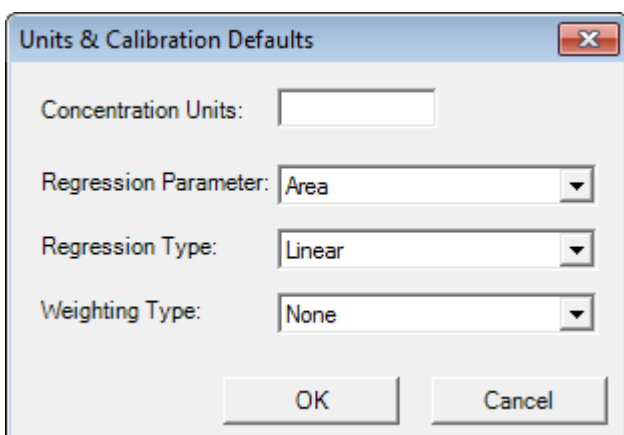 Units & Calibration Defaults
Concentration Units:
Regression Parameter: Area
Regression Type: Linear
Weighting Type: None
OK Cancel